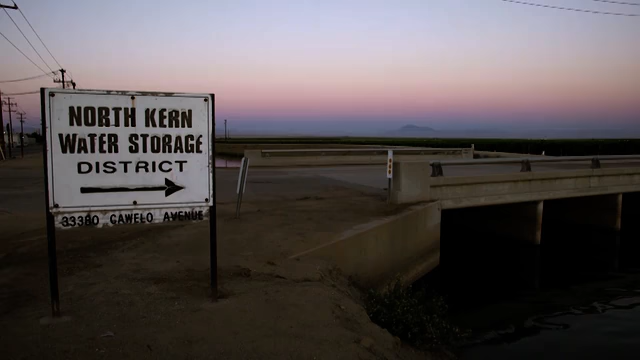 NORTH KERN
WATER STORAGE
DISTRICT
33380 CAWELO AVENUE